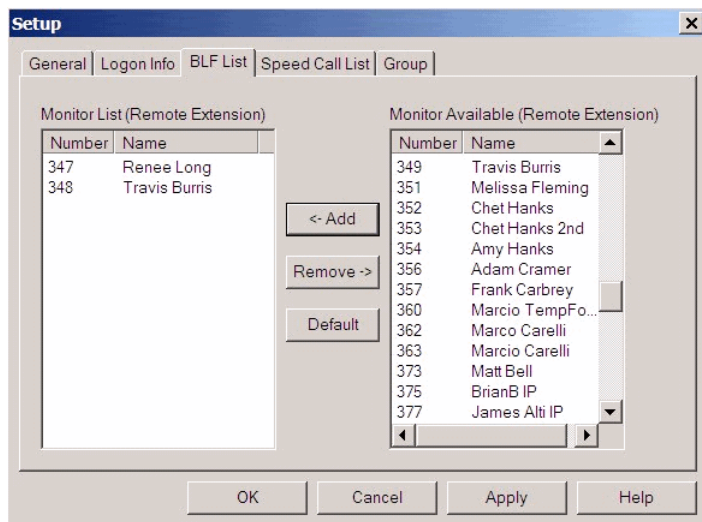 Setup
General Logon Info BLF List Speed Call List Group
Monitor List (Remote Extension)
Number Name
347 Renee Long
348 Travis Burris
<- Add
Remove ->
Default
Monitor Available (Remote Extension)
Number Name
349 Travis Burris
351 Melissa Fleming
352 Chet Hanks
353 Chet Hanks 2nd
354 Amy Hanks
356 Adam Cramer
357 Frank Carbrey
360 Marcio TempFo...
362 Marco Carelli
363 Marcio Carelli
373 Matt Bell
375 BrianB IP
377 James Alti IP
OK Cancel Apply Help